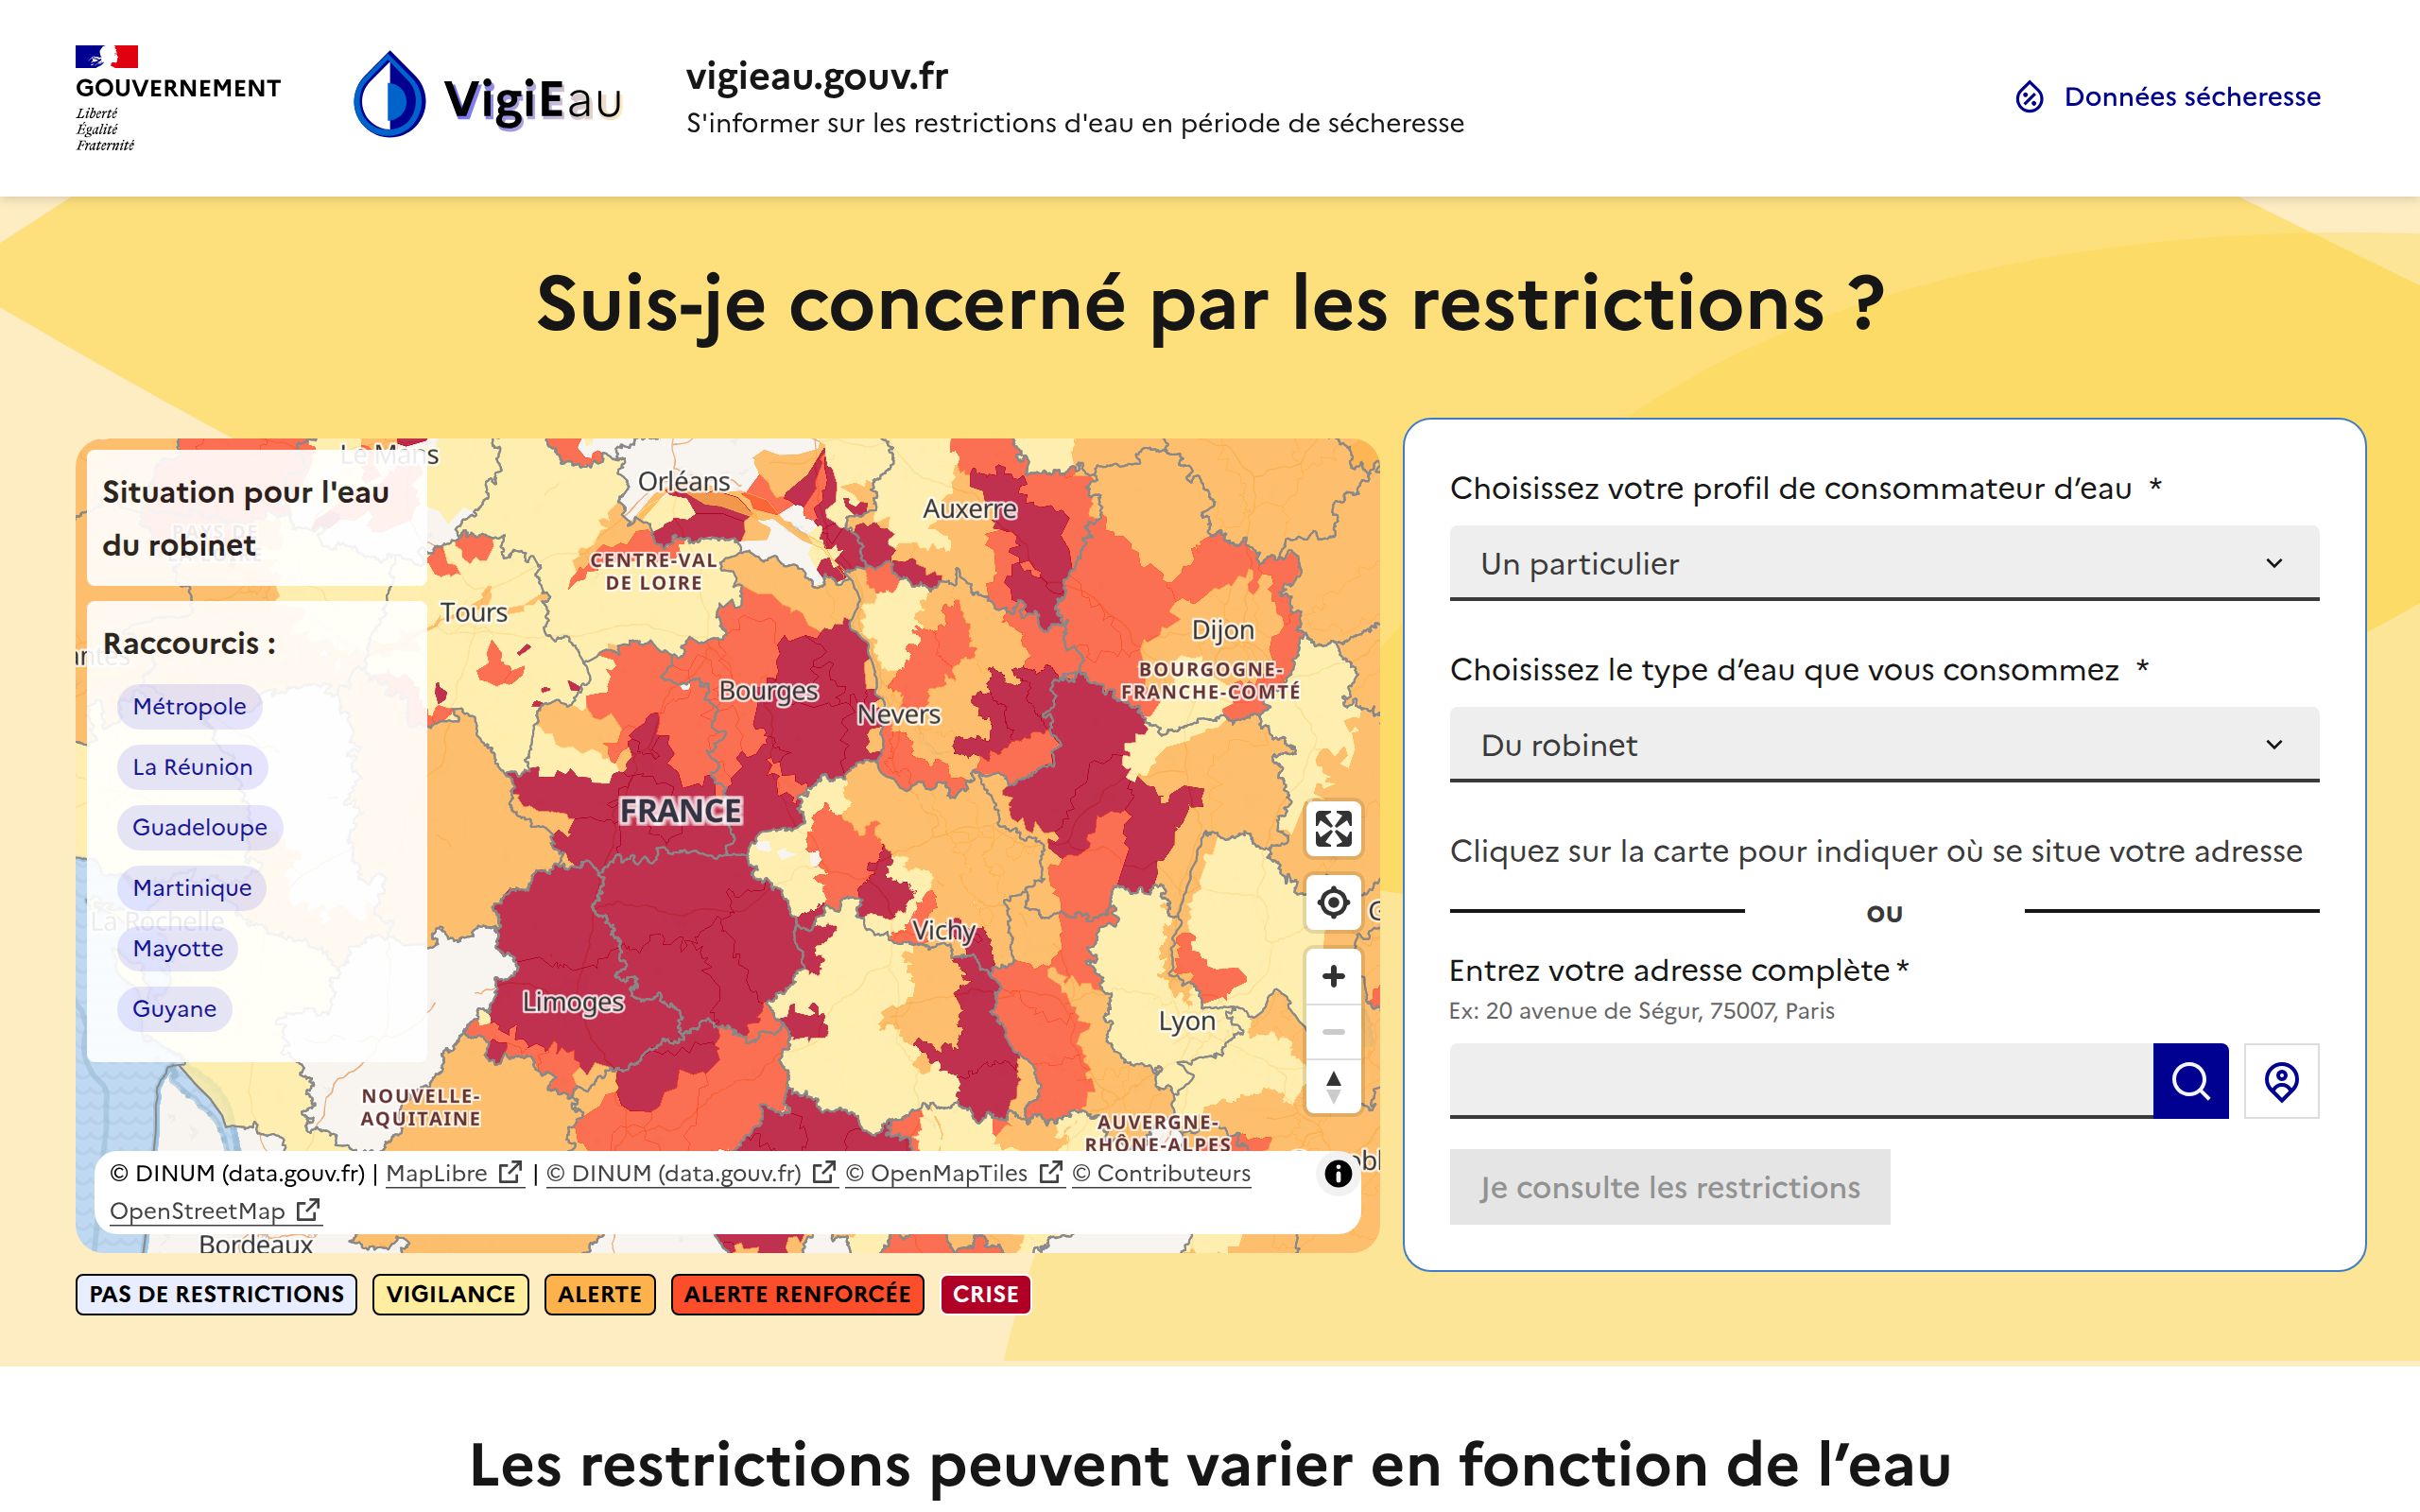 GOUVERNEMENT
Liberté
Égalité
Fraternité
VigiEau
vigieau.gouv.fr
S'informer sur les restrictions d'eau en période de sécheresse
Données sécheresse
Suis-je concerné par les restrictions ?
Situation pour l'eau
du robinet
Raccourcis :
Métropole
La Réunion
Guadeloupe
Martinique
Mayotte
Guyane
Le Mans
Orléans
Auxerre
PAYS DE
LA LOIRE
CENTRE-VAL
DE LOIRE
Tours
Dijon
BOURGOGNE-
FRANCHE-COMTÉ
Bourges
Nevers
FRANCE
La Rochelle
Vichy
Limoges
Lyon
NOUVELLE-
AQUITAINE
AUVERGNE-
RHÔNE-ALPES
© DINUM (data.gouv.fr) | MapLibre | © DINUM (data.gouv.fr) © OpenMapTiles © Contributeurs
OpenStreetMap
Bordeaux
PAS DE RESTRICTIONS
VIGILANCE
ALERTE
ALERTE RENFORCÉE
CRISE
Choisissez votre profil de consommateur d’eau *
Un particulier
Choisissez le type d’eau que vous consommez *
Du robinet
Cliquez sur la carte pour indiquer où se situe votre adresse
ou
Entrez votre adresse complète *
Ex: 20 avenue de Ségur, 75007, Paris
Je consulte les restrictions
Les restrictions peuvent varier en fonction de l’eau